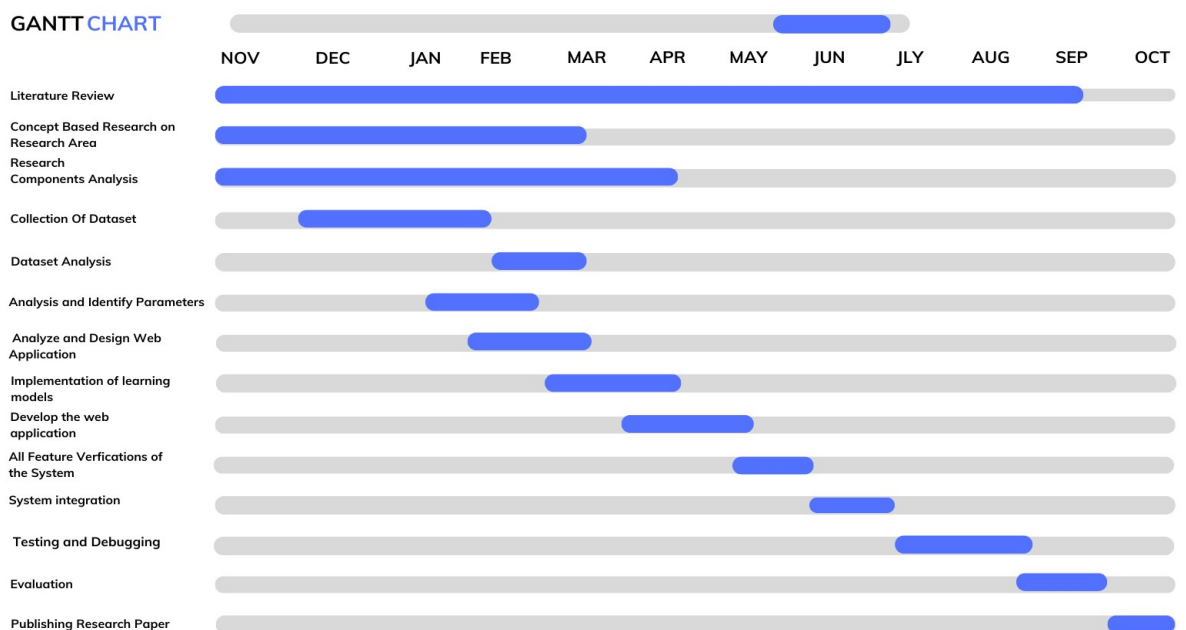 GANTT CHART
NOV DEC JAN FEB MAR APR MAY JUN JLY AUG SEP OCT
Literature Review
Concept Based Research on
Research Area
Research
Components Analysis
Collection Of Dataset
Dataset Analysis
Analysis and Identify Parameters
Analyze and Design Web
Application
Implementation of learning
models
Develop the web
application
All Feature Verfications of
the System
System integration
Testing and Debugging
Evaluation
Publishing Research Paper